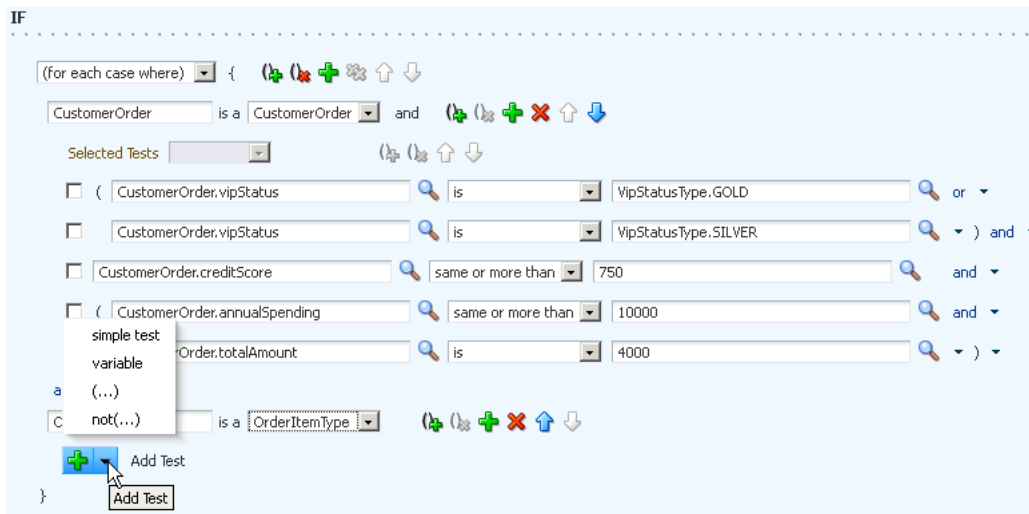 IF
(for each case where) {
CustomerOrder is a CustomerOrder and
Selected Tests
( CustomerOrder.vipStatus is VipStatusType.GOLD or
CustomerOrder.vipStatus is VipStatusType.SILVER ) and
CustomerOrder.creditScore same or more than 750 and
( CustomerOrder.annualSpending same or more than 10000 and
rOrder.totalAmount is 4000 )
simple test
variable
(...)
not(...)
is a OrderItemType
Add Test
Add Test
}